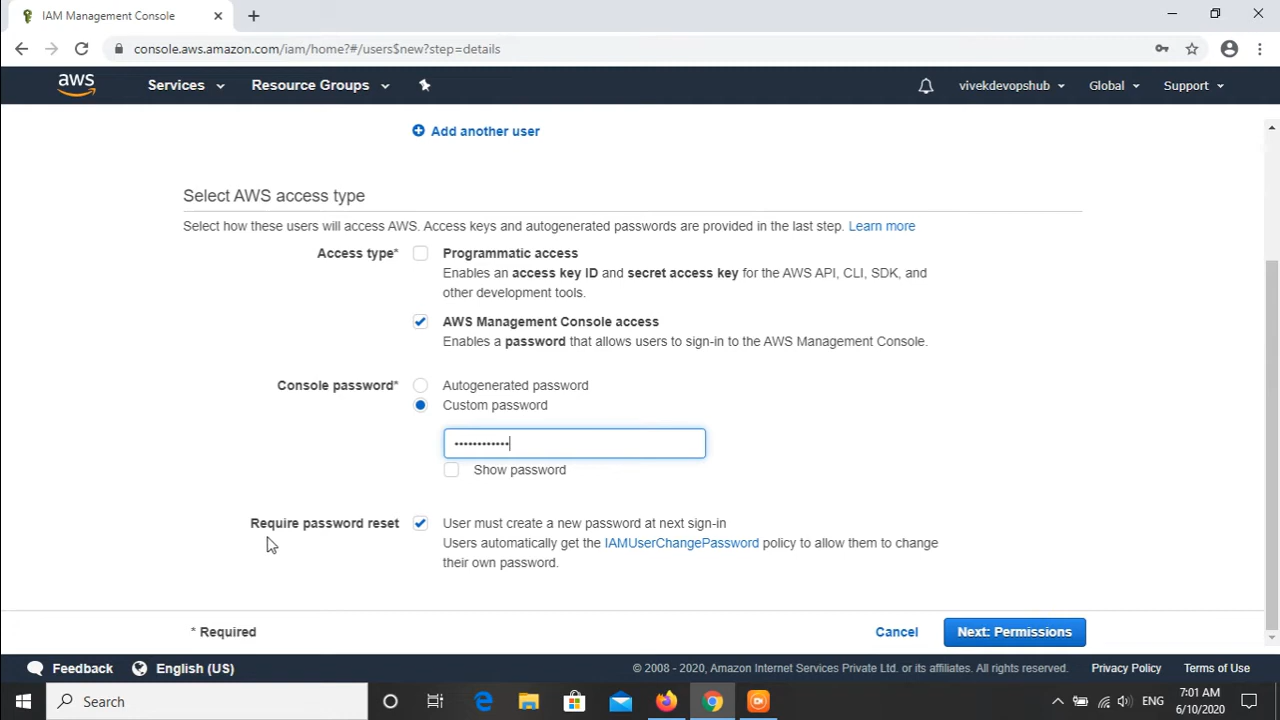 IAM Management Console
console.aws.amazon.com/iam/home?#/users$new?step=details
aws Services Resource Groups vivekdevopshub Global Support
Add another user
Select AWS access type
Select how these users will access AWS. Access keys and autogenerated passwords are provided in the last step. Learn more
Access type* Programmatic access
Enables an access key ID and secret access key for the AWS API, CLI, SDK, and
other development tools.
AWS Management Console access
Enables a password that allows users to sign-in to the AWS Management Console.
Console password* Autogenerated password
Custom password
••••••••••••
Show password
Require password reset User must create a new password at next sign-in
Users automatically get the IAMUserChangePassword policy to allow them to change
their own password.
* Required Cancel Next: Permissions
Feedback English (US) © 2008 - 2020, Amazon Internet Services Private Ltd. or its affiliates. All rights reserved. Privacy Policy Terms of Use
Search ENG 7:01 AM
6/10/2020